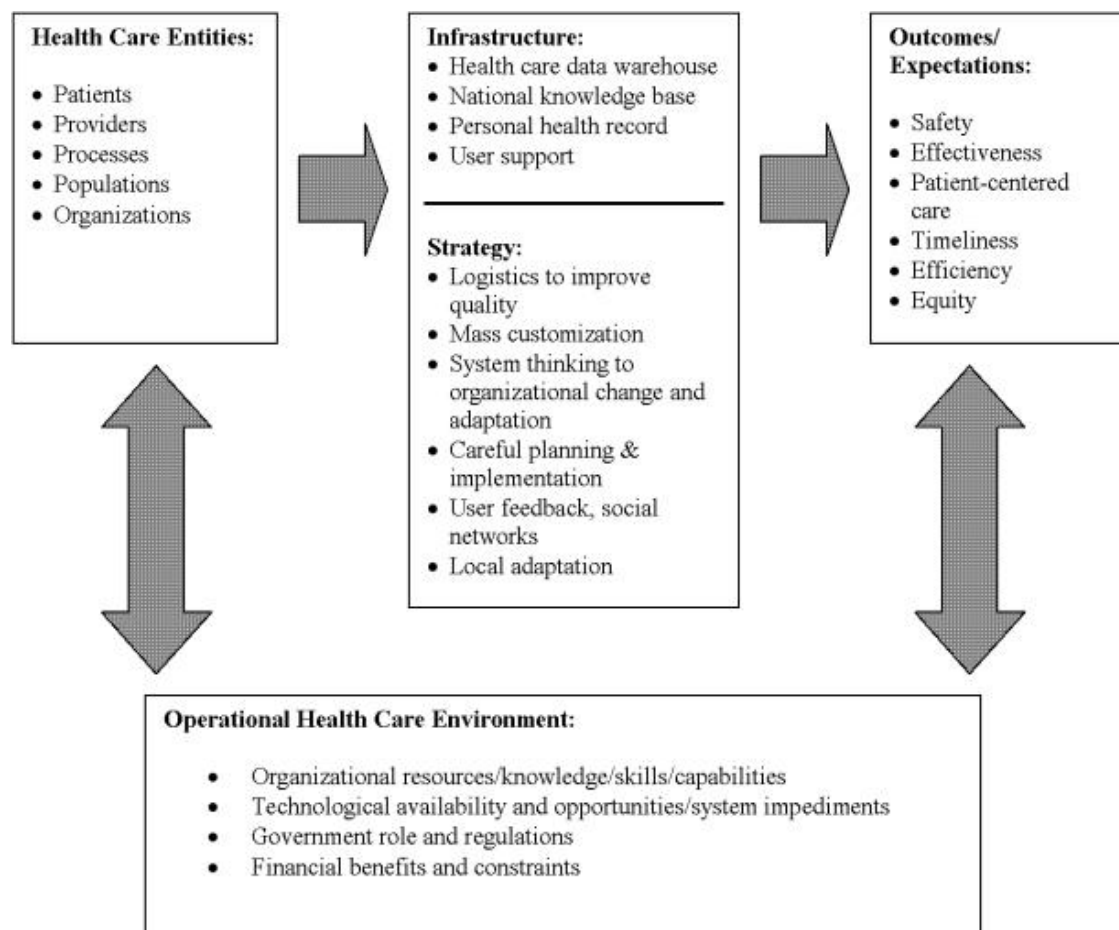 Health Care Entities:
• Patients
• Providers
• Processes
• Populations
• Organizations
Infrastructure:
• Health care data warehouse
• National knowledge base
• Personal health record
• User support
Strategy:
• Logistics to improve
quality
• Mass customization
• System thinking to
organizational change and
adaptation
• Careful planning &
implementation
• User feedback, social
networks
• Local adaptation
Outcomes/
Expectations:
• Safety
• Effectiveness
• Patient-centered
care
• Timeliness
• Efficiency
• Equity
Operational Health Care Environment:
• Organizational resources/knowledge/skills/capabilities
• Technological availability and opportunities/system impediments
• Government role and regulations
• Financial benefits and constraints